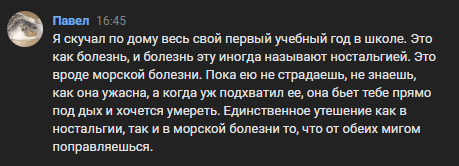 Павел 16:45
Я скучал по дому весь свой первый учебный год в школе. Это
как болезнь, и болезнь эту иногда называют ностальгией. Это
вроде морской болезни. Пока ею не страдаешь, не знаешь,
как она ужасна, а когда уж подхватил ее, она бьет тебе прямо
под дых и хочется умереть. Единственное утешение как в
ностальгии, так и в морской болезни то, что от обеих мигом
поправляешься.